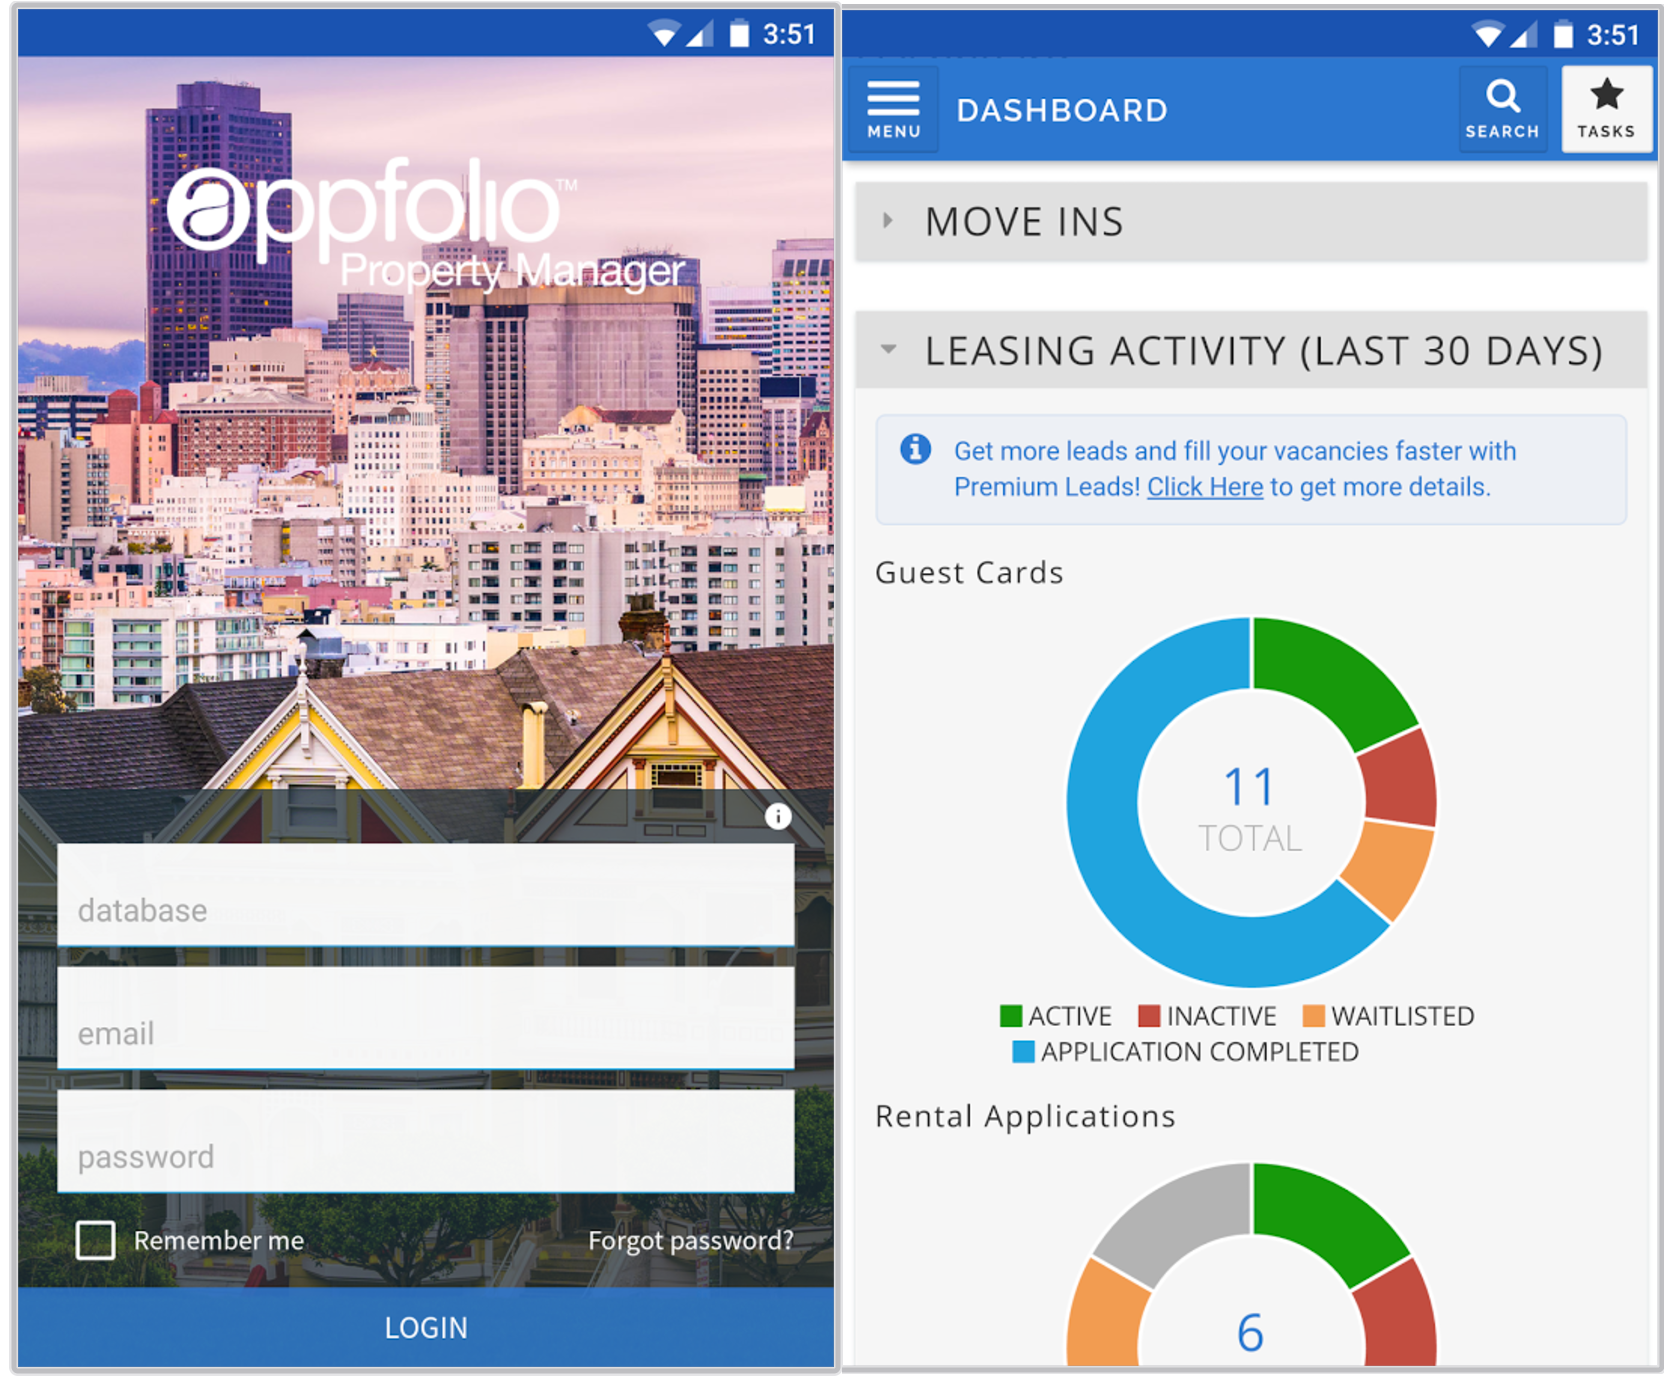 3:51
appfolio™
Property Manager
database
email
password
Remember me
Forgot password?
LOGIN
3:51
MENU
DASHBOARD
SEARCH
TASKS
MOVE INS
LEASING ACTIVITY (LAST 30 DAYS)
Get more leads and fill your vacancies faster with
Premium Leads! Click Here to get more details.
Guest Cards
11
TOTAL
ACTIVE INACTIVE WAITLISTED
APPLICATION COMPLETED
Rental Applications
6